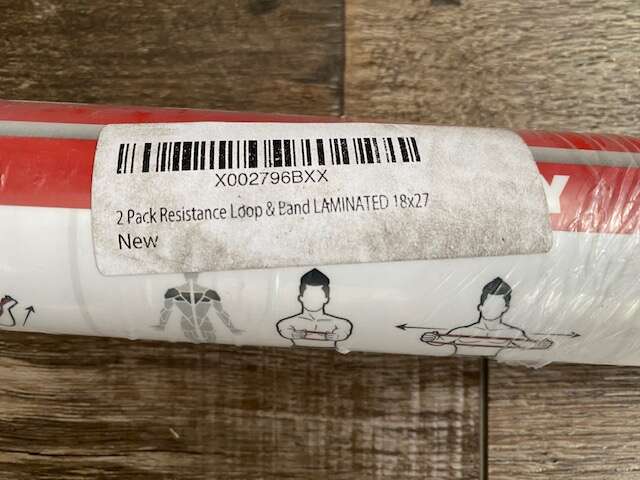 X002796BXX
2 Pack Resistance Loop & Band LAMINATED 18x27
New
Y